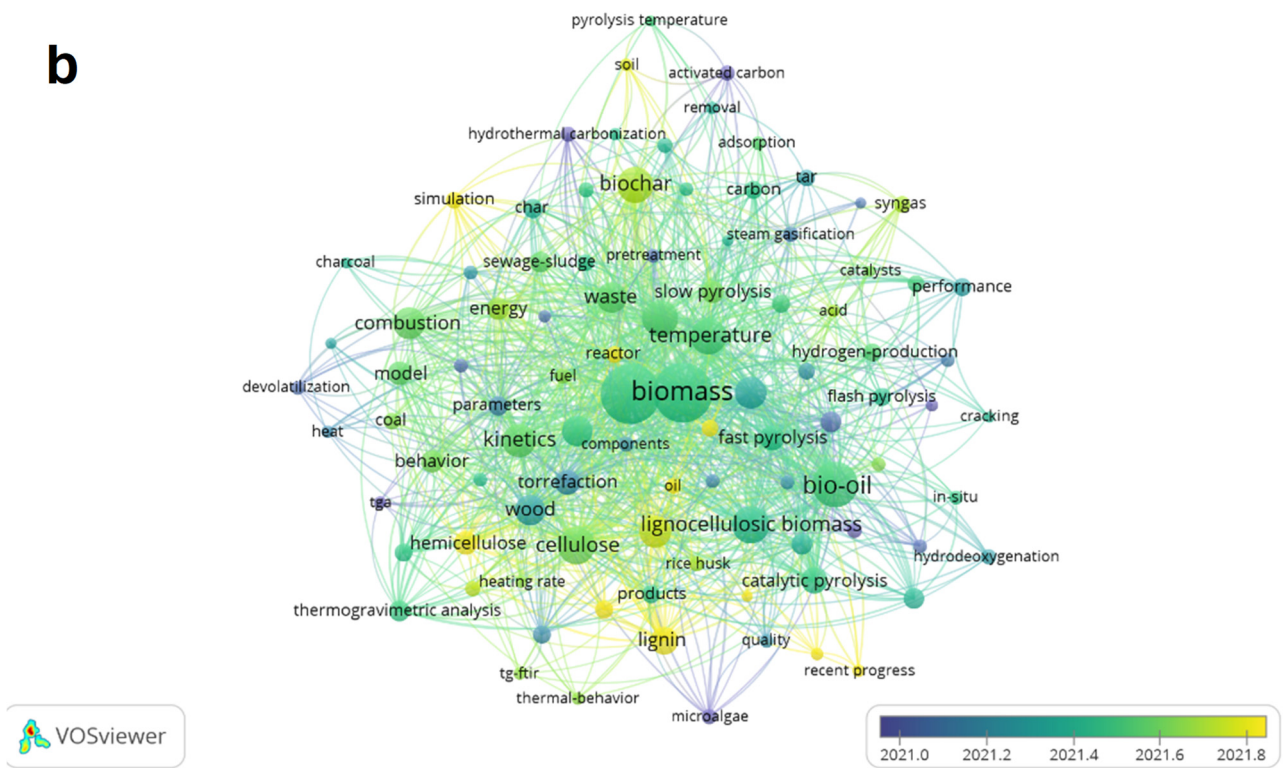 b
pyrolysis temperature
soil
activated carbon
removal
hydrothermal carbonization
adsorption
biochar
carbon
tar
simulation
char
syngas
steam gasification
charcoal
sewage-sludge
pretreatment
catalysts
performance
waste
slow pyrolysis
energy
acid
combustion
temperature
reactor
hydrogen-production
model
fuel
devolatilization
biomass
flash pyrolysis
parameters
cracking
coal
heat
kinetics
components
fast pyrolysis
behavior
torrefaction
oil
bio-oil
in-situ
tga
wood
lignocellulosic biomass
hemicellulose
cellulose
hydrodeoxygenation
rice husk
heating rate
catalytic pyrolysis
products
thermogravimetric analysis
lignin
quality
tg-ftir
recent progress
thermal-behavior
microalgae
VOSviewer
2021.0 2021.2 2021.4 2021.6 2021.8